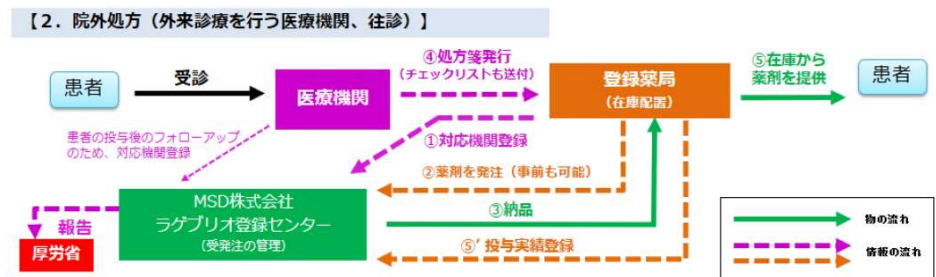 【２．院外処方（外来診療を行う医療機関、往診）】
患者
受診
医療機関
④処方箋発行
（チェックリストも送付）
登録薬局
（在庫配置）
⑤在庫から
薬剤を提供
患者
患者の投与後のフォローアップ
のため、対応機関登録
①対応機関登録
②薬剤を発注（事前も可能）
MSD株式会社
ラゲブリオ登録センター
（受発注の管理）
③納品
⑤’投与実績登録
報告
厚労省
物の流れ
情報の流れ